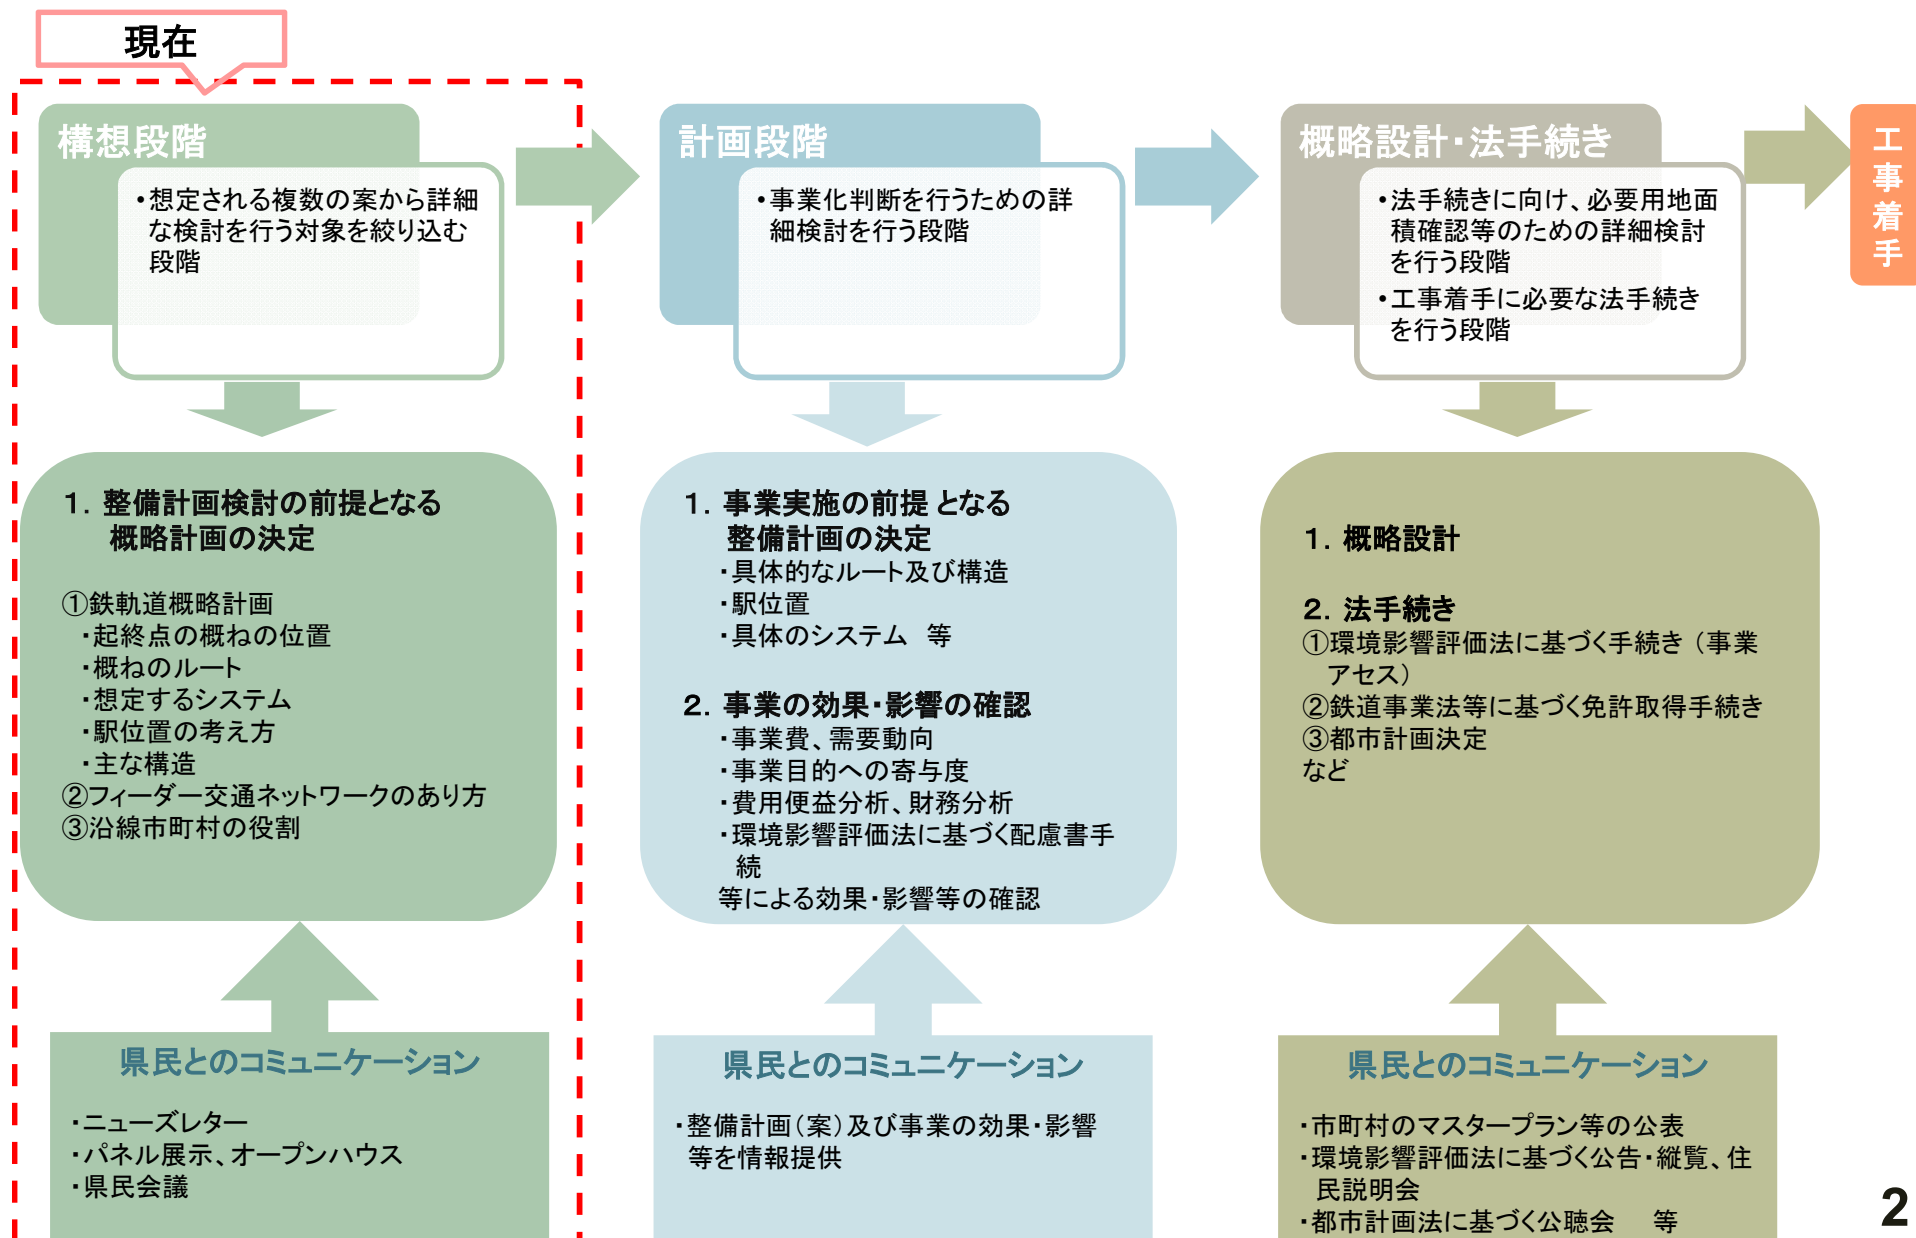 現在
構想段階
・想定される複数の案から詳細
な検討を行う対象を絞り込む
段階
１．整備計画検討の前提となる
概略計画の決定
①鉄軌道概略計画
・起終点の概ねの位置
・概ねのルート
・想定するシステム
・駅位置の考え方
・主な構造
②フィーダー交通ネットワークのあり方
③沿線市町村の役割
県民とのコミュニケーション
・ニューズレター
・パネル展示、オープンハウス
・県民会議
計画段階
・事業化判断を行うための詳
細検討を行う段階
１．事業実施の前提 となる
整備計画の決定
・具体的なルート及び構造
・駅位置
・具体のシステム　等
２．事業の効果・影響の確認
・事業費、需要動向
・事業目的への寄与度
・費用便益分析、財務分析
・環境影響評価法に基づく配慮書手
続
等による効果・影響等の確認
県民とのコミュニケーション
・整備計画（案）及び事業の効果・影響
等を情報提供
概略設計・法手続き
・法手続きに向け、必要用地面
積確認等のための詳細検討
を行う段階
・工事着手に必要な法手続き
を行う段階
１．概略設計
２．法手続き
①環境影響評価法に基づく手続き（事業
アセス）
②鉄道事業法等に基づく免許取得手続き
③都市計画決定
など
県民とのコミュニケーション
・市町村のマスタープラン等の公表
・環境影響評価法に基づく公告・縦覧、住
民説明会
・都市計画法に基づく公聴会　　等
工事着手
2